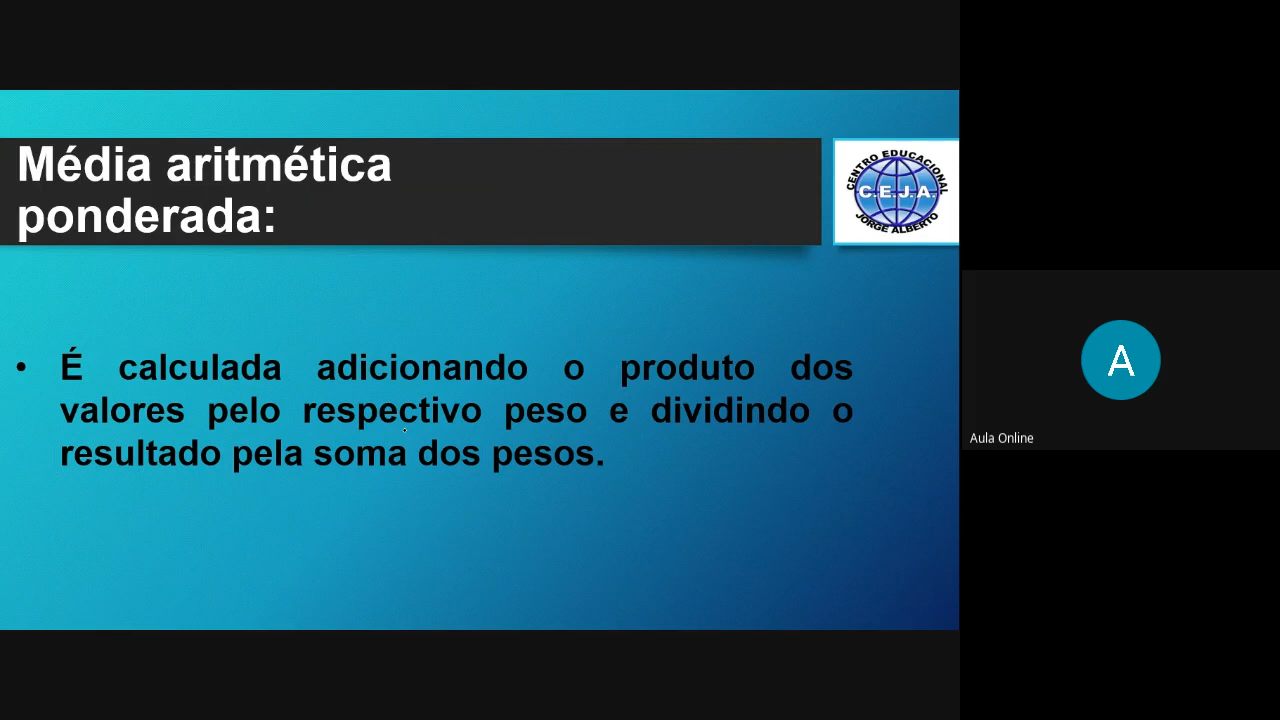 Média aritmética
ponderada:
CENTRO EDUCACIONAL
C.E.J.A.
JORGE ALBERTO
• É calculada adicionando o produto dos
valores pelo respectivo peso e dividindo o
resultado pela soma dos pesos.
A
Aula Online